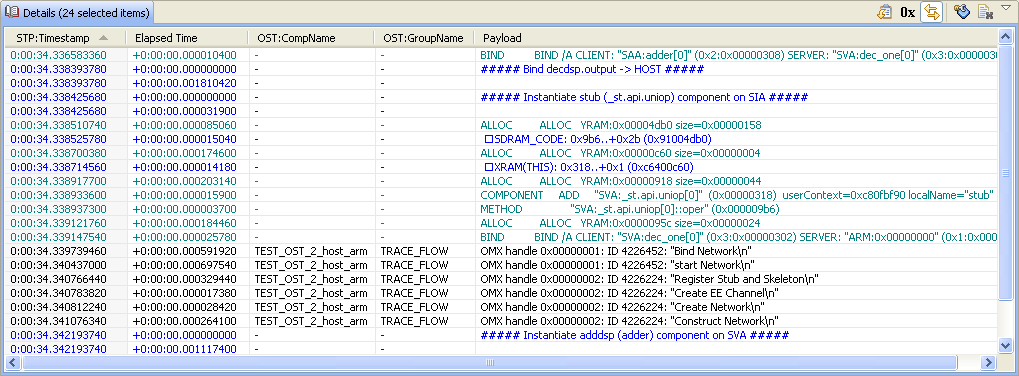 Details (24 selected items) 0x
STP:Timestamp Elapsed Time OST:CompName OST:GroupName Payload
0:00:34.336583360 +0:00:00.000010400 - - BIND BIND /A CLIENT: "SAA:adder[0]" (0x2:0x00000308) SERVER: "SVA:dec_one[0]" (0x3:0x0000030
0:00:34.338393780 +0:00:00.000000000 - - ##### Bind decdsp.output -> HOST #####
0:00:34.338393780 +0:00:00.001810420 - -
0:00:34.338425680 +0:00:00.000000000 - - ##### Instantiate stub (_st.api.uniop) component on SIA #####
0:00:34.338425680 +0:00:00.000031900 - -
0:00:34.338510740 +0:00:00.000085060 - - ALLOC ALLOC YRAM:0x00004db0 size=0x00000158
0:00:34.338525780 +0:00:00.000015040 - - □SDRAM_CODE: 0x9b6..+0x2b (0x91004db0)
0:00:34.338700380 +0:00:00.000174600 - - ALLOC ALLOC YRAM:0x00000c60 size=0x00000004
0:00:34.338714560 +0:00:00.000014180 - - □XRAM(THIS): 0x318..+0x1 (0xc6400c60)
0:00:34.338917700 +0:00:00.000203140 - - ALLOC ALLOC YRAM:0x00000918 size=0x00000044
0:00:34.338933600 +0:00:00.000015900 - - COMPONENT ADD "SVA:_st.api.uniop[0]" (0x00000318) userContext=0xc80fbf90 localName="stub"
0:00:34.338937300 +0:00:00.000003700 - - METHOD "SVA:_st.api.uniop[0]::oper" (0x000009b6)
0:00:34.339121760 +0:00:00.000184460 - - ALLOC ALLOC YRAM:0x0000095c size=0x00000024
0:00:34.339147540 +0:00:00.000025780 - - BIND BIND /A CLIENT: "SVA:dec_one[0]" (0x3:0x00000302) SERVER: "ARM:0x00000000" (0x1:0x000
0:00:34.339739460 +0:00:00.000591920 TEST_OST_2_host_arm TRACE_FLOW OMX handle 0x00000001: ID 4226452: "Bind Network\n"
0:00:34.340437000 +0:00:00.000697540 TEST_OST_2_host_arm TRACE_FLOW OMX handle 0x00000001: ID 4226452: "start Network\n"
0:00:34.340766440 +0:00:00.000329440 TEST_OST_2_host_arm TRACE_FLOW OMX handle 0x00000002: ID 4226224: "Register Stub and Skeleton\n"
0:00:34.340783820 +0:00:00.000017380 TEST_OST_2_host_arm TRACE_FLOW OMX handle 0x00000002: ID 4226224: "Create EE Channel\n"
0:00:34.340812240 +0:00:00.000028420 TEST_OST_2_host_arm TRACE_FLOW OMX handle 0x00000002: ID 4226224: "Create Network\n"
0:00:34.341076340 +0:00:00.000264100 TEST_OST_2_host_arm TRACE_FLOW OMX handle 0x00000002: ID 4226224: "Construct Network\n"
0:00:34.342193740 +0:00:00.000000000 - - ##### Instantiate adddsp (adder) component on SVA #####
0:00:34.342193740 +0:00:00.001117400 - -